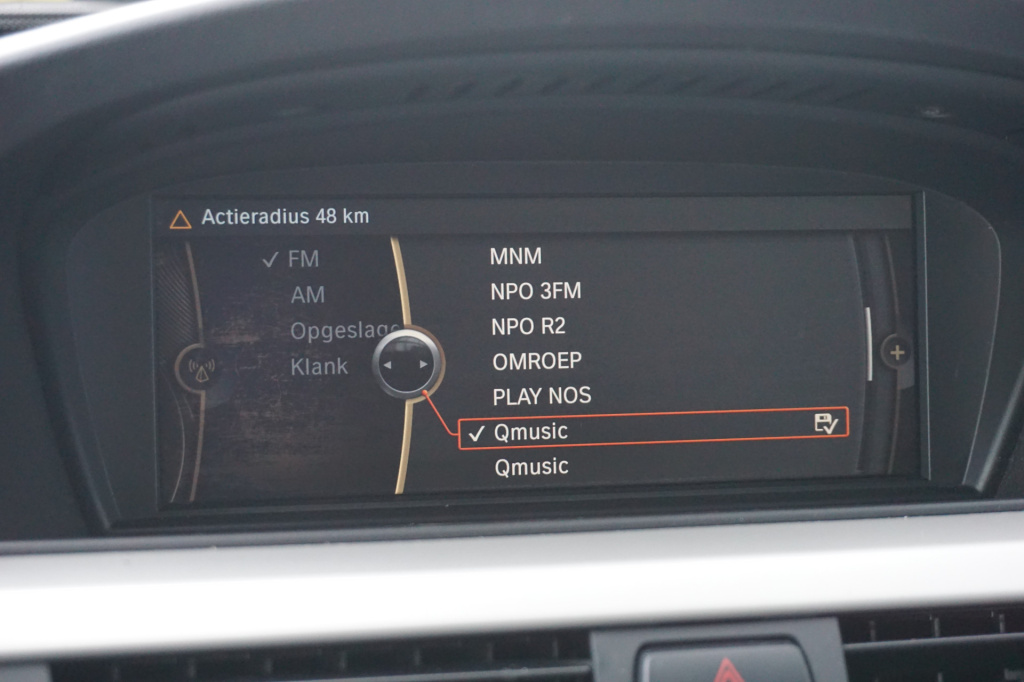 Actieradius 48 km
FM
AM
Opgeslage
Klank
MNM
NPO 3FM
NPO R2
OMROEP
PLAY NOS
Qmusic
Qmusic